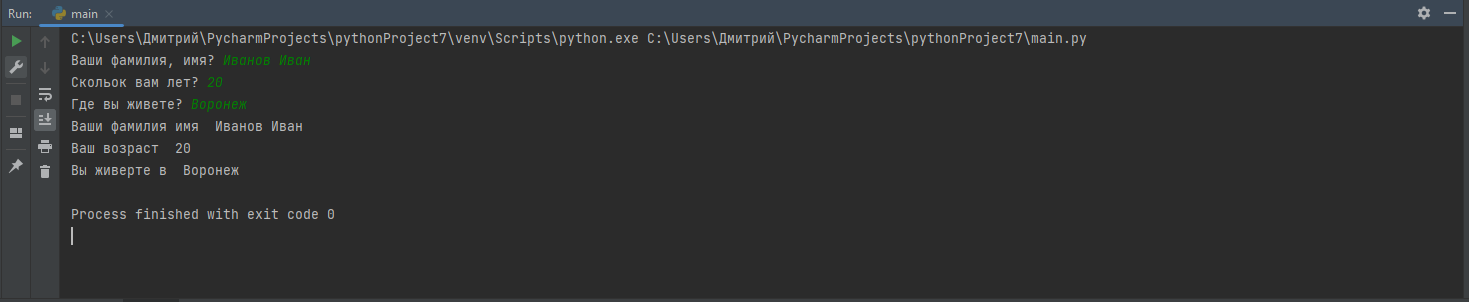 Run: main
C:\Users\Дмитрий\PycharmProjects\pythonProject7\venv\Scripts\python.exe C:\Users\Дмитрий\PycharmProjects\pythonProject7\main.py
Ваши фамилия, имя? Иванов Иван
Скольок вам лет? 20
Где вы живете? Воронеж
Ваши фамилия имя  Иванов Иван
Ваш возраст  20
Вы живерте в  Воронеж
Process finished with exit code 0